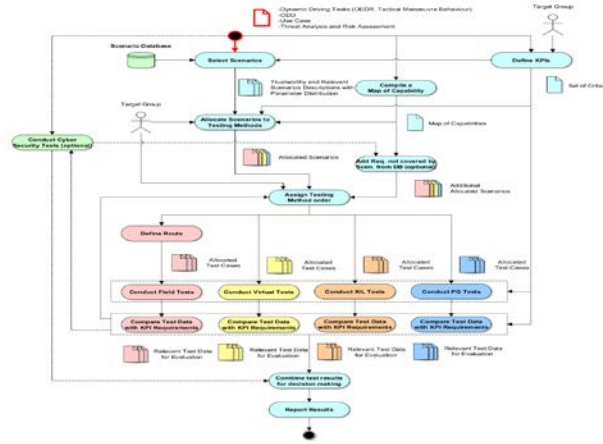 -Dynamic Driving Tasks (OEDR, Tactical Manoeuvre Behaviour)
-ODD
-Use Case
-Threat Analysis and Risk Assessment
Target Group
Scenario Database
Select Scenarios
Define KPIs
Trustworthy and Relevant
Scenarios Descriptions with
Parameter Distribution
Compile a
Map of Capability
Set of Crite
Target Group
Allocate Scenarios to
Testing Methods
Map of Capabilities
Conduct Cyber
Security Tests (optional)
Allocated Scenarios
Add Req. not covered by
Scen. from DB (optional)
Additional
Allocated Scenarios
Assign Testing
Method order
Define Route
Allocated
Test Cases
Allocated
Test Cases
Allocated
Test Cases
Allocated
Test Cases
Conduct Field Tests
Conduct Virtual Tests
Conduct XiL Tests
Conduct PG Tests
Compare Test Data
with KPI Requirements
Compare Test Data
with KPI Requirements
Compare Test Data
with KPI Requirements
Compare Test Data
with KPI Requirements
Relevant Test Data
for Evaluation
Relevant Test Data
for Evaluation
Relevant Test Data
for Evaluation
Relevant Test Data
for Evaluation
Combine test results
for decision making
Report Results